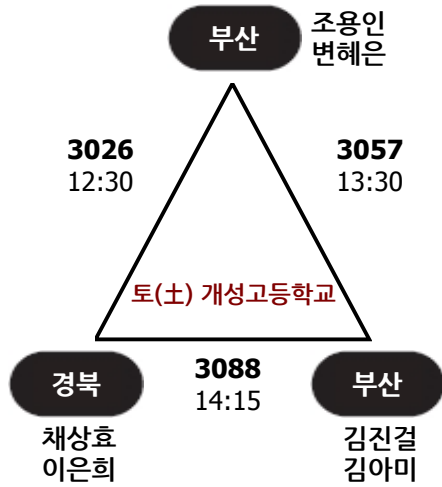 부산
조용인
변혜은
3026
12:30
3057
13:30
토(土) 개성고등학교
경북
3088
14:15
부산
채상효
이은희
김진걸
김아미